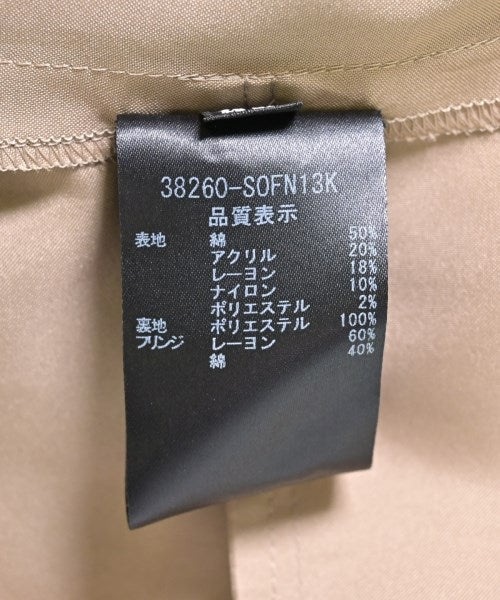 38260-SOFN13K
品質表示
表地 綿 50%
アクリル 20%
レーヨン 18%
ナイロン 10%
ポリエステル 2%
裏地 ポリエステル 100%
フリンジ レーヨン 60%
綿 40%